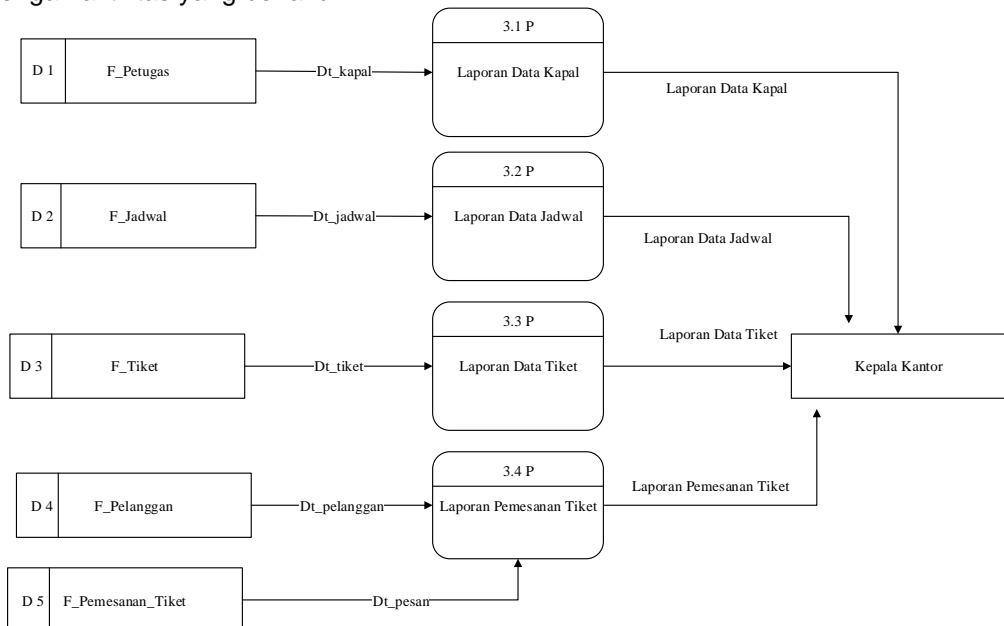 3.1 P
D 1 F_Petugas Dt_kapal Laporan Data Kapal
Laporan Data Kapal
3.2 P
D 2 F_Jadwal Dt_jadwal Laporan Data Jadwal
Laporan Data Jadwal
3.3 P
Laporan Data Tiket
D 3 F_Tiket Dt_tiket Laporan Data Tiket Kepala Kantor
3.4 P
Laporan Pemesanan Tiket
D 4 F_Pelanggan Dt_pelanggan Laporan Pemesanan Tiket
D 5 F_Pemesanan_Tiket Dt_pesan